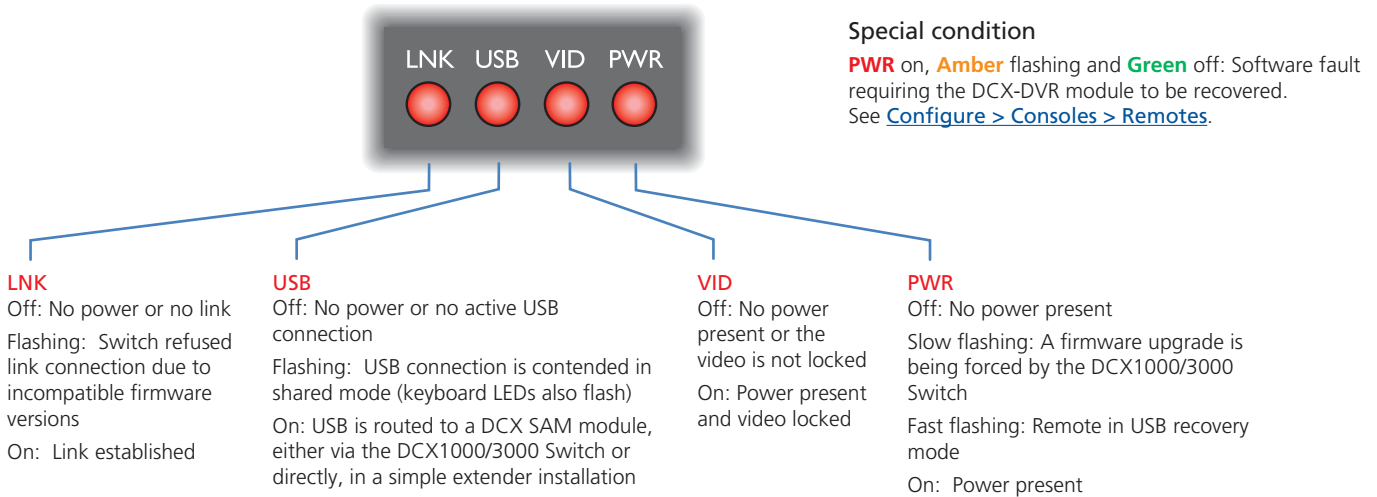 LNK USB VID PWR
Special condition
PWR on, Amber flashing and Green off: Software fault
requiring the DCX-DVR module to be recovered.
See Configure > Consoles > Remotes.
LNK
Off: No power or no link
Flashing: Switch refused
link connection due to
incompatible firmware
versions
On: Link established
USB
Off: No power or no active USB
connection
Flashing: USB connection is contended in
shared mode (keyboard LEDs also flash)
On: USB is routed to a DCX SAM module,
either via the DCX1000/3000 Switch or
directly, in a simple extender installation
VID
Off: No power
present or the
video is not locked
On: Power present
and video locked
PWR
Off: No power present
Slow flashing: A firmware upgrade is
being forced by the DCX1000/3000
Switch
Fast flashing: Remote in USB recovery
mode
On: Power present